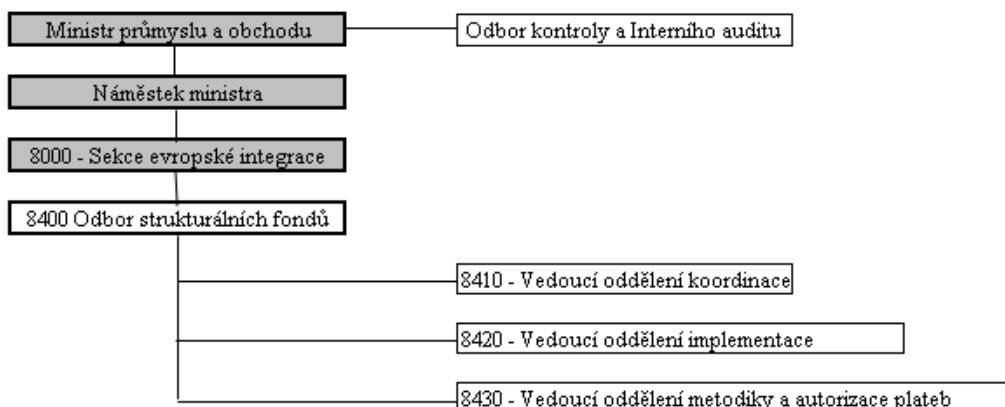 Ministr průmyslu a obchodu
Odbor kontroly a Interního auditu
Náměstek ministra
8000 - Sekce evropské integrace
8400 Odbor strukturálních fondů
8410 - Vedoucí oddělení koordinace
8420 - Vedoucí oddělení implementace
8430 - Vedoucí oddělení metodiky a autorizace plateb